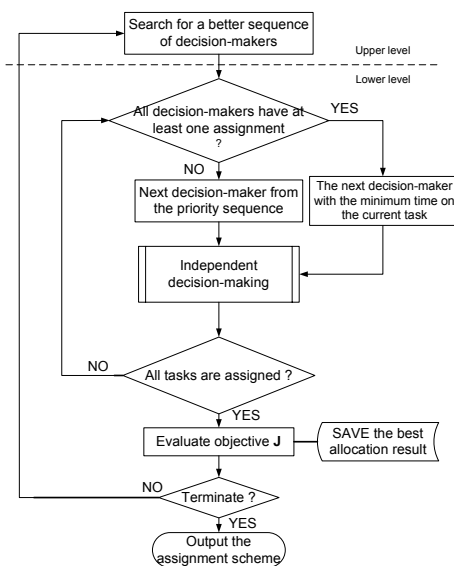 Search for a better sequence
of decision-makers
Upper level
Lower level
All decision-makers have at
least one assignment
?
YES
NO
Next decision-maker from
the priority sequence
The next decision-maker
with the minimum time on
the current task
Independent
decision-making
NO
All tasks are assigned ?
YES
Evaluate objective J
SAVE the best
allocation result
NO
Terminate ?
YES
Output the
assignment scheme